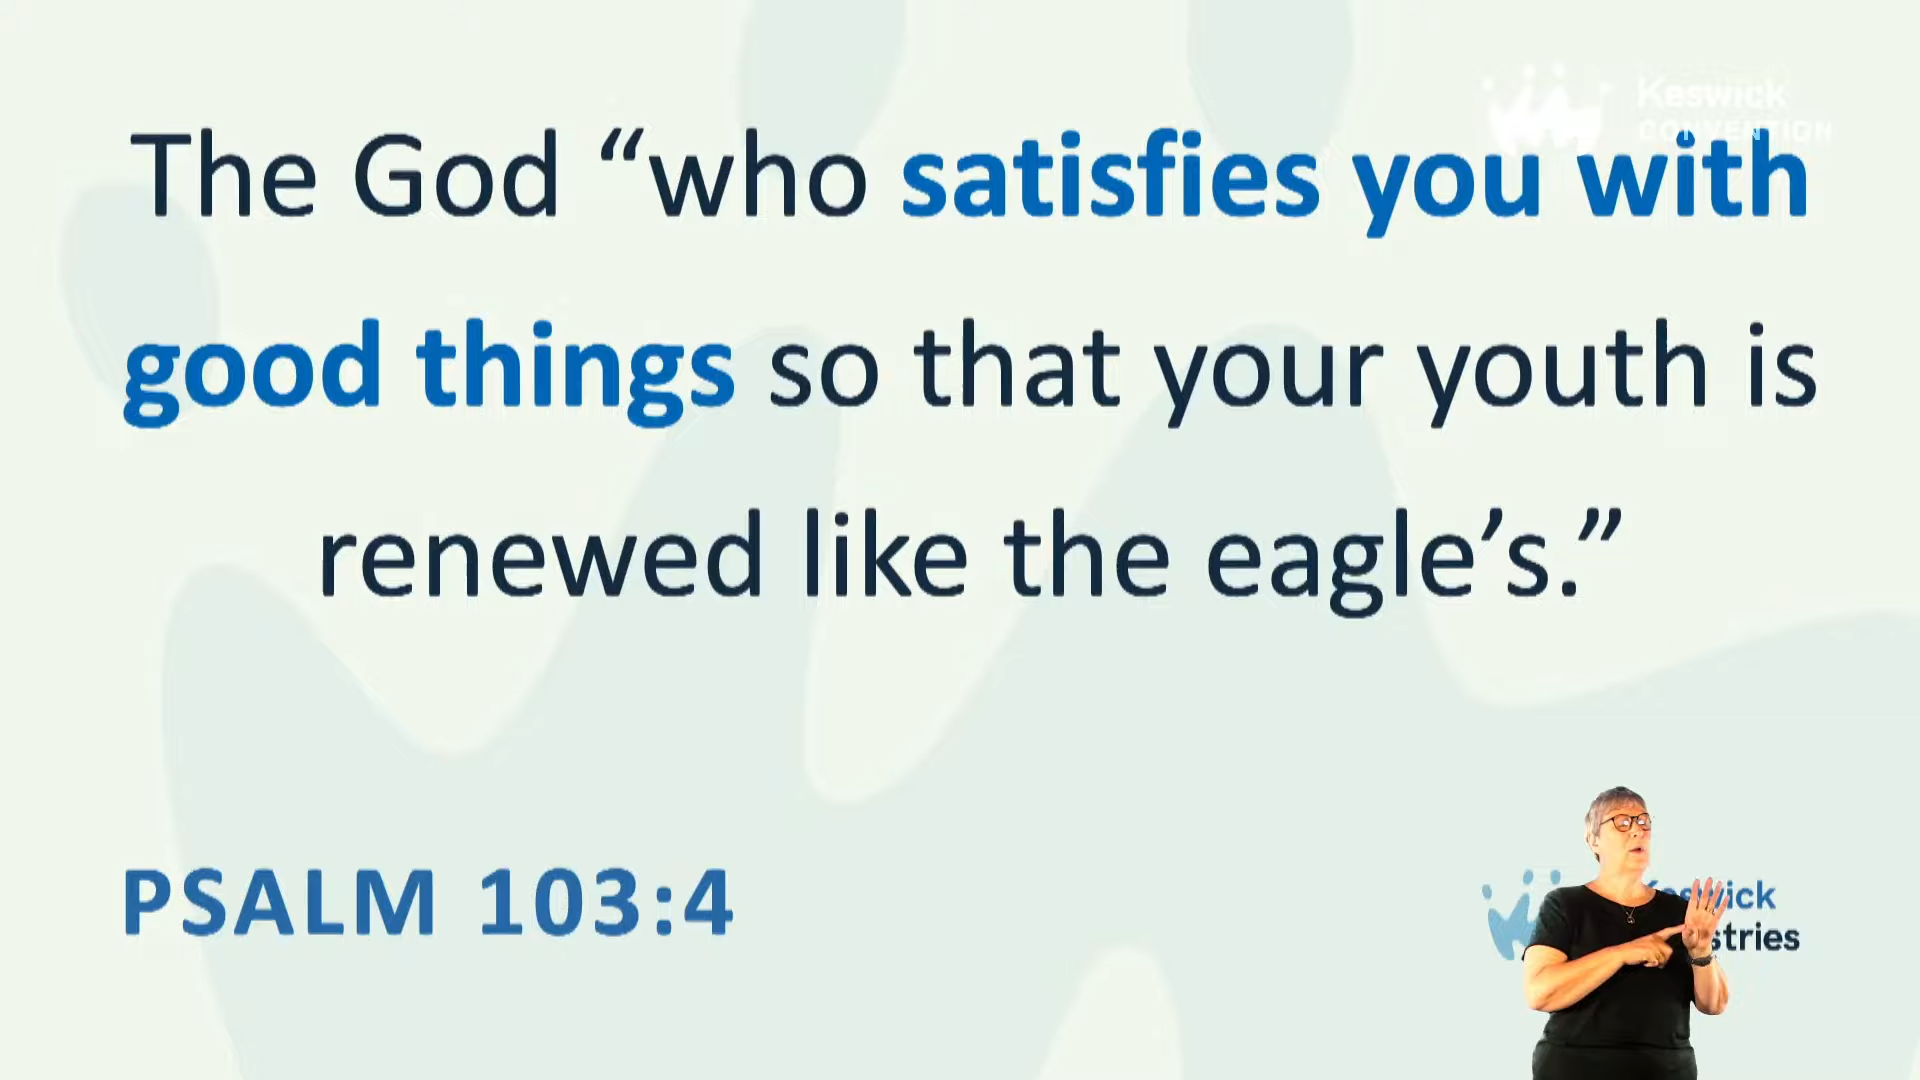 Keswick
CONVENTION
The God “who satisfies you with
good things so that your youth is
renewed like the eagle’s.”
PSALM 103:4